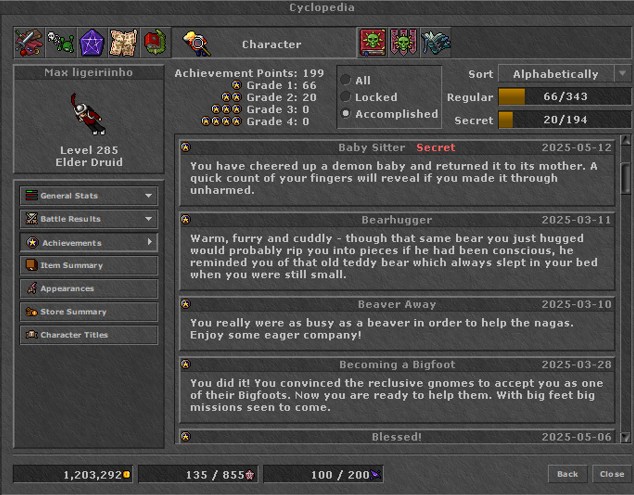 Cyclopedia
Character
Max ligeiriinho
Level 285
Elder Druid
General Stats
Battle Results
Achievements
Item Summary
Appearances
Store Summary
Character Titles
Achievement Points: 199
Grade 1: 66
Grade 2: 20
Grade 3: 0
Grade 4: 0
All
Locked
Accomplished
Sort Alphabetically
Regular 66/343
Secret 20/194
Baby Sitter Secret 2025-05-12
You have cheered up a demon baby and returned it to its mother. A
quick count of your fingers will reveal if you made it through
unharmed.
Bearhugger 2025-03-11
Warm, furry and cuddly - though that same bear you just hugged
would probably rip you into pieces if he had been conscious, he
reminded you of that old teddy bear which always slept in your bed
when you were still small.
Beaver Away 2025-03-10
You really were as busy as a beaver in order to help the nagas.
Enjoy some eager company!
Becoming a Bigfoot 2025-03-28
You did it! You convinced the reclusive gnomes to accept you as one
of their Bigfoots. Now you are ready to help them. With big feet big
missions seen to come.
Blessed! 2025-05-06
1,203,292
135 / 855
100 / 200
Back
Close